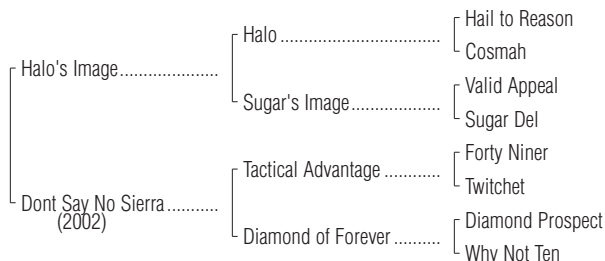 Hail to Reason
Halo ........................................
Cosmah
Halo's Image.......................
Valid Appeal
Sugar's Image......................
Sugar Del
Forty Niner
Tactical Advantage .............
Twitchet
Dont Say No Sierra............
(2002)
Diamond Prospect
Diamond of Forever...........
Why Not Ten